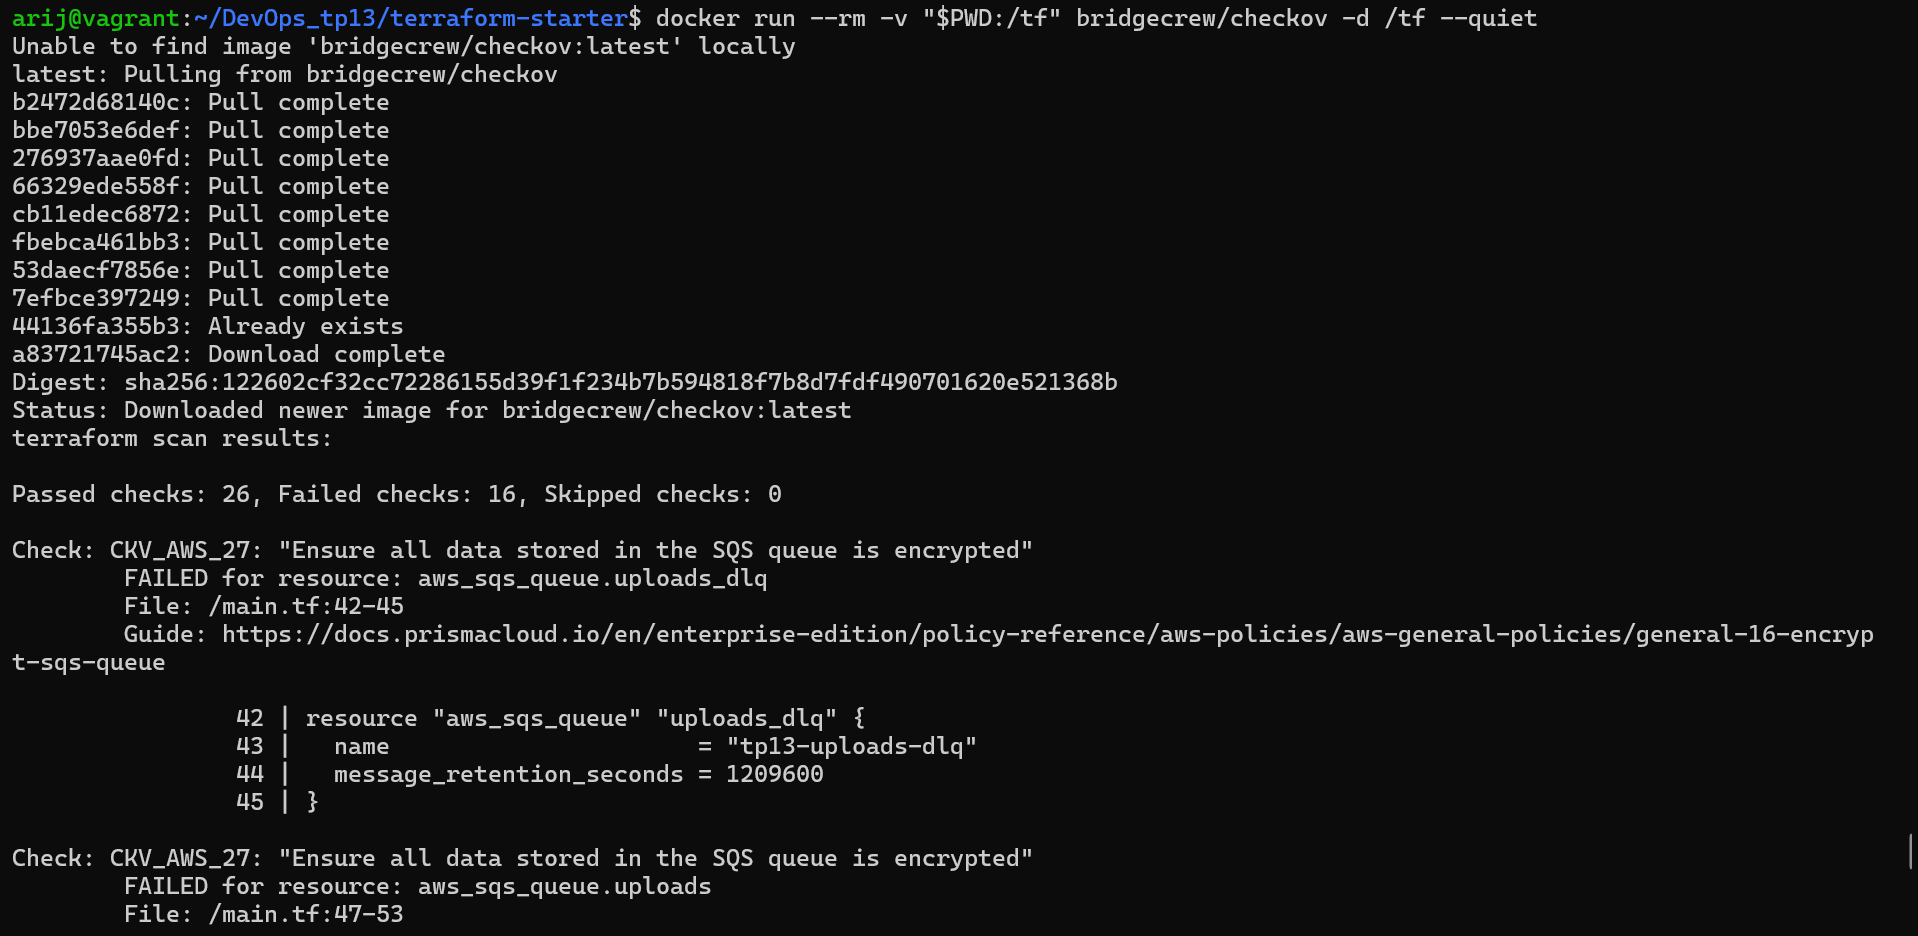 arij@vagrant:~/DevOps_tp13/terraform-starter$ docker run --rm -v "$PWD:/tf" bridgecrew/checkov -d /tf --quiet
Unable to find image 'bridgecrew/checkov:latest' locally
latest: Pulling from bridgecrew/checkov
b2472d68140c: Pull complete
bbe7053e6def: Pull complete
276937aae0fd: Pull complete
66329ede558f: Pull complete
cb11edec6872: Pull complete
fbebca461bb3: Pull complete
53daecf7856e: Pull complete
7efbce397249: Pull complete
44136fa355b3: Already exists
a83721745ac2: Download complete
Digest: sha256:122602cf32cc72286155d39f1f234b7b594818f7b8d7fdf490701620e521368b
Status: Downloaded newer image for bridgecrew/checkov:latest
terraform scan results:

Passed checks: 26, Failed checks: 16, Skipped checks: 0

Check: CKV_AWS_27: "Ensure all data stored in the SQS queue is encrypted"
        FAILED for resource: aws_sqs_queue.uploads_dlq
        File: /main.tf:42-45
        Guide: https://docs.prismacloud.io/en/enterprise-edition/policy-reference/aws-policies/aws-general-policies/general-16-encryp
t-sqs-queue

                42 | resource "aws_sqs_queue" "uploads_dlq" {
                43 |   name                      = "tp13-uploads-dlq"
                44 |   message_retention_seconds = 1209600
                45 | }

Check: CKV_AWS_27: "Ensure all data stored in the SQS queue is encrypted"
        FAILED for resource: aws_sqs_queue.uploads
        File: /main.tf:47-53